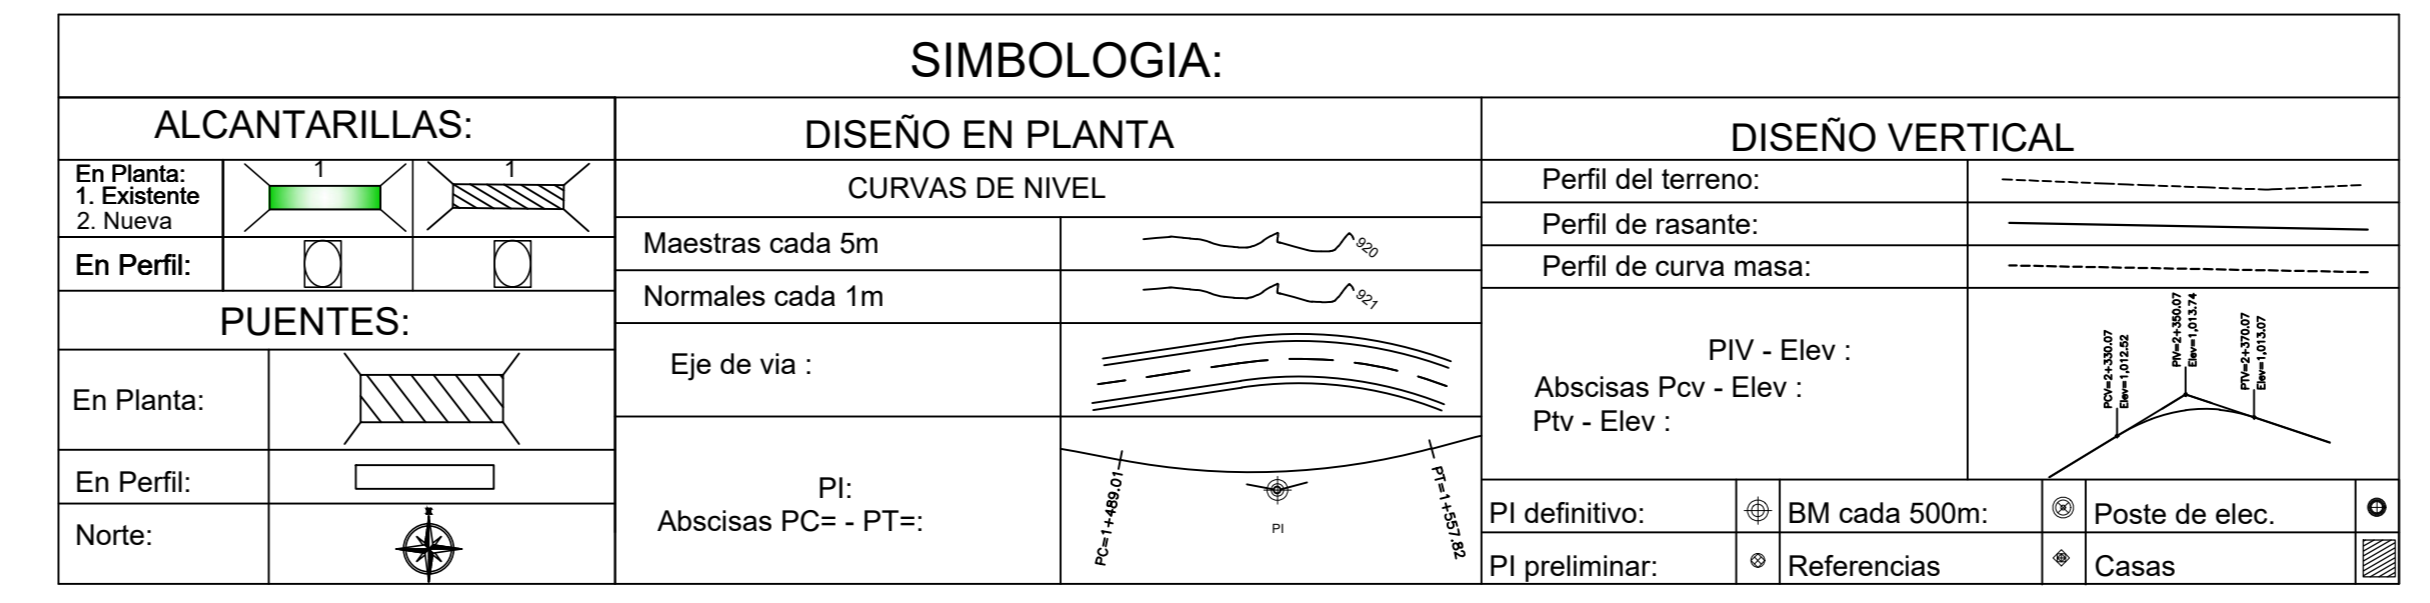 SIMBOLOGIA:
ALCANTARILLAS:
En Planta:
1. Existente
2. Nueva
1
1
En Perfil:
PUENTES:
En Planta:
En Perfil:
Norte:
DISEÑO EN PLANTA
CURVAS DE NIVEL
Maestras cada 5m
920
Normales cada 1m
921
Eje de via :
PI:
Abscisas PC= - PT=:
PC=1+489.01
PI
PT=1+557.82
DISEÑO VERTICAL
Perfil del terreno:
Perfil de rasante:
Perfil de curva masa:
PIV - Elev :
Abscisas Pcv - Elev :
Ptv - Elev :
PCV=2+330.07
Elev=1,012.52
PIV=2+350.07
Elev=1,013.74
PTV=2+370.07
Elev=1,013.07
PI definitivo:
BM cada 500m:
Poste de elec.
PI preliminar:
Referencias
Casas